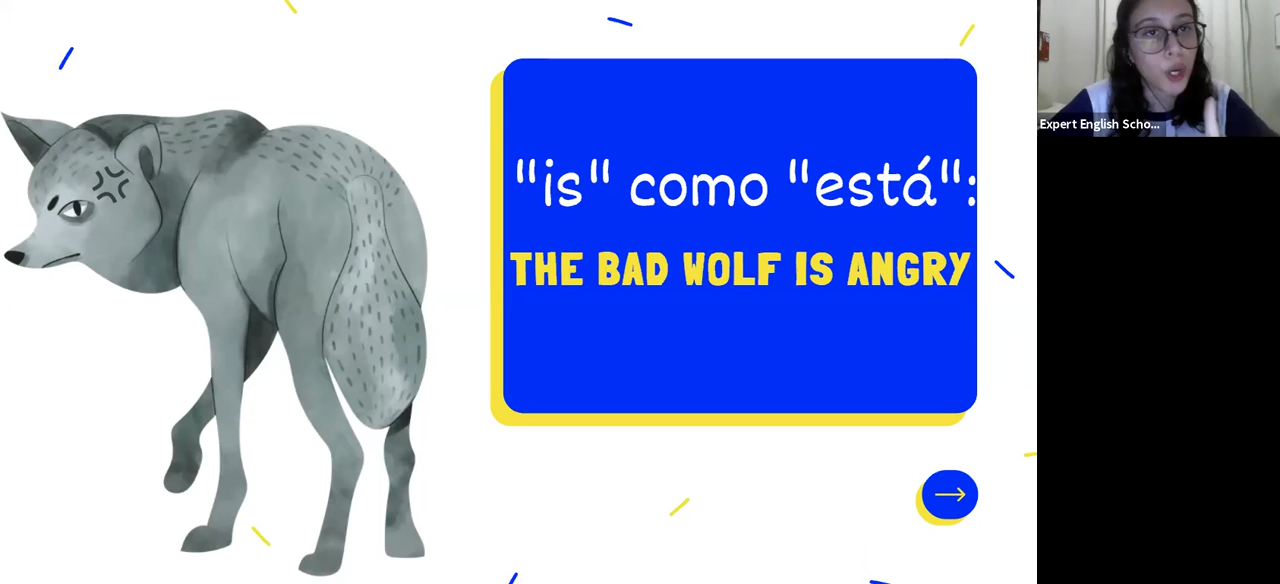 "is" como "está":
THE BAD WOLF IS ANGRY
Expert English Scho...